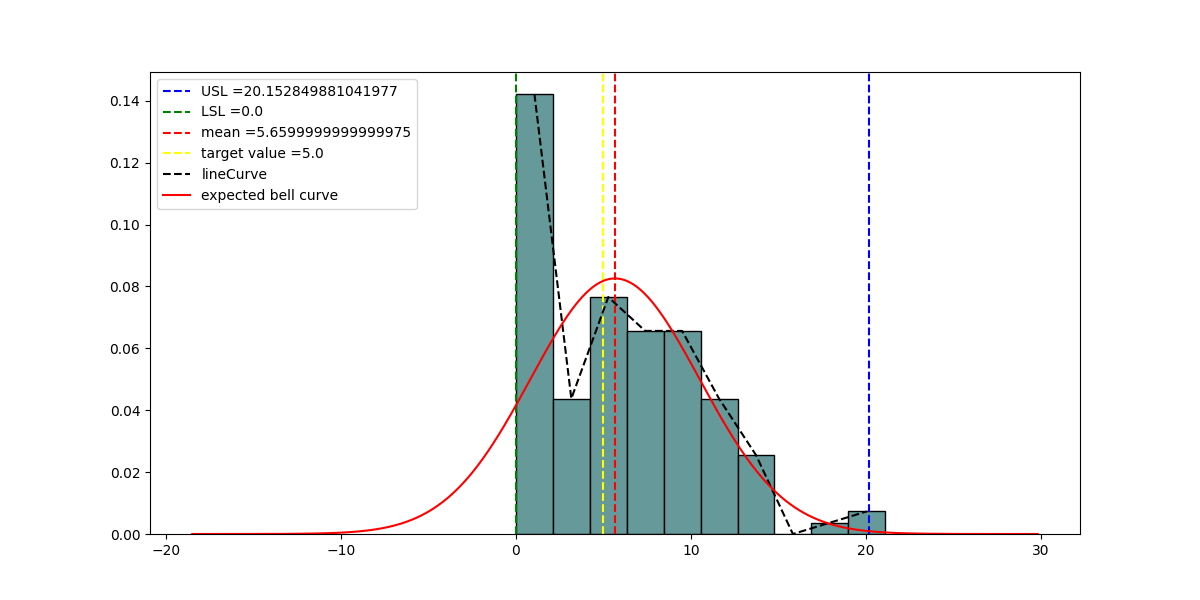 USL =20.152849881041977
LSL =0.0
mean =5.6599999999999975
target value =5.0
lineCurve
expected bell curve
0.14
0.12
0.10
0.08
0.06
0.04
0.02
0.00
−20 −10 0 10 20 30